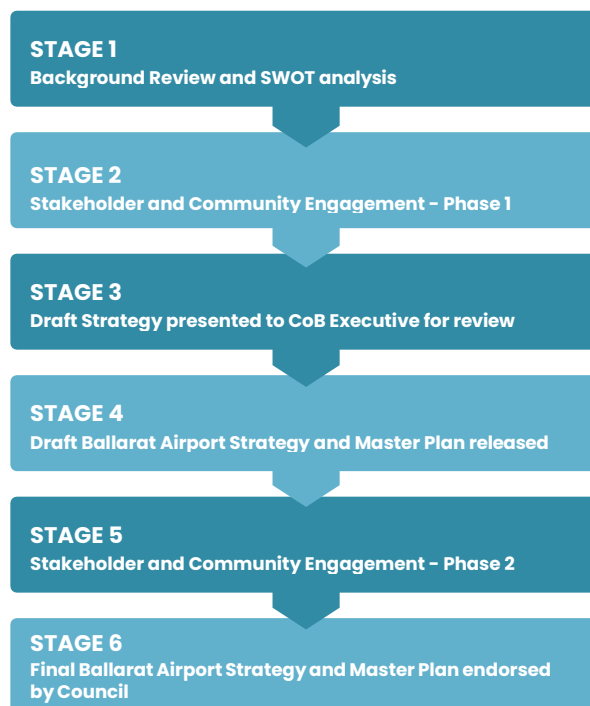 STAGE 1
Background Review and SWOT analysis
STAGE 2
Stakeholder and Community Engagement - Phase 1
STAGE 3
Draft Strategy presented to CoB Executive for review
STAGE 4
Draft Ballarat Airport Strategy and Master Plan released
STAGE 5
Stakeholder and Community Engagement - Phase 2
STAGE 6
Final Ballarat Airport Strategy and Master Plan endorsed
by Council